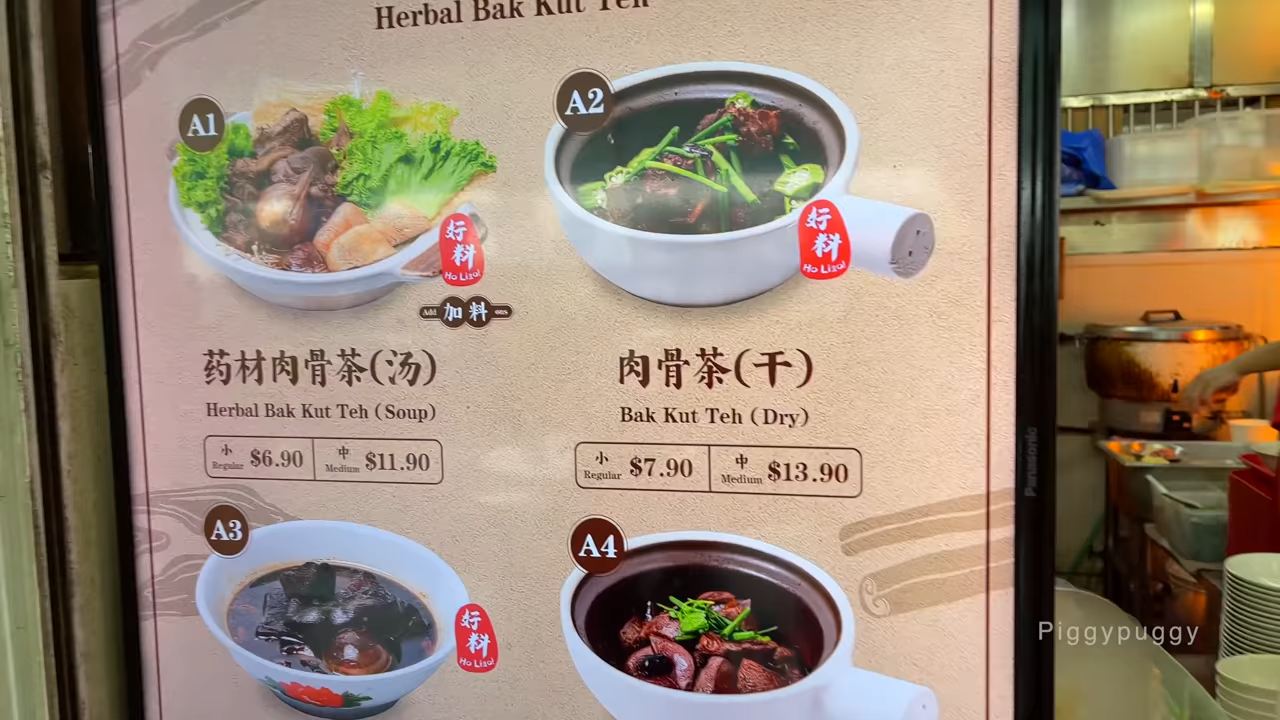 Herbal Bak Kut Teh
A1
A2
好料
Ho Liao!
好料
Ho Liao!
Add 加料 ons
药材肉骨茶(汤)
Herbal Bak Kut Teh (Soup)
小 Regular $6.90 中 Medium $11.90
肉骨茶(干)
Bak Kut Teh (Dry)
小 Regular $7.90 中 Medium $13.90
A3
A4
好料
Ho Liao!
Panasonic
Piggypuggy